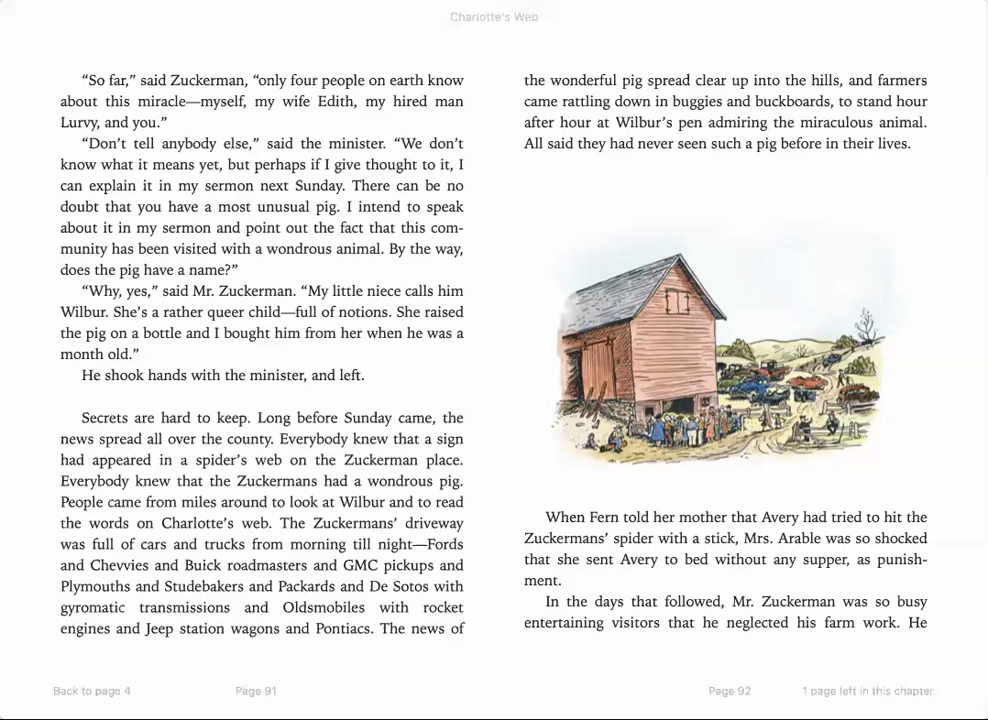 Charlotte's Web
“So far,” said Zuckerman, “only four people on earth know
about this miracle—myself, my wife Edith, my hired man
Lurvy, and you.”
“Don’t tell anybody else,” said the minister. “We don’t
know what it means yet, but perhaps if I give thought to it, I
can explain it in my sermon next Sunday. There can be no
doubt that you have a most unusual pig. I intend to speak
about it in my sermon and point out the fact that this com-
munity has been visited with a wondrous animal. By the way,
does the pig have a name?”
“Why, yes,” said Mr. Zuckerman. “My little niece calls him
Wilbur. She’s a rather queer child—full of notions. She raised
the pig on a bottle and I bought him from her when he was a
month old.”
He shook hands with the minister, and left.
Secrets are hard to keep. Long before Sunday came, the
news spread all over the county. Everybody knew that a sign
had appeared in a spider’s web on the Zuckerman place.
Everybody knew that the Zuckermans had a wondrous pig.
People came from miles around to look at Wilbur and to read
the words on Charlotte’s web. The Zuckermans’ driveway
was full of cars and trucks from morning till night—Fords
and Chevvies and Buick roadmasters and GMC pickups and
Plymouths and Studebakers and Packards and De Sotos with
gyromatic transmissions and Oldsmobiles with rocket
engines and Jeep station wagons and Pontiacs. The news of
the wonderful pig spread clear up into the hills, and farmers
came rattling down in buggies and buckboards, to stand hour
after hour at Wilbur’s pen admiring the miraculous animal.
All said they had never seen such a pig before in their lives.
When Fern told her mother that Avery had tried to hit the
Zuckermans’ spider with a stick, Mrs. Arable was so shocked
that she sent Avery to bed without any supper, as punish-
ment.
In the days that followed, Mr. Zuckerman was so busy
entertaining visitors that he neglected his farm work. He
Back to page 4
Page 91
Page 92
1 page left in this chapter